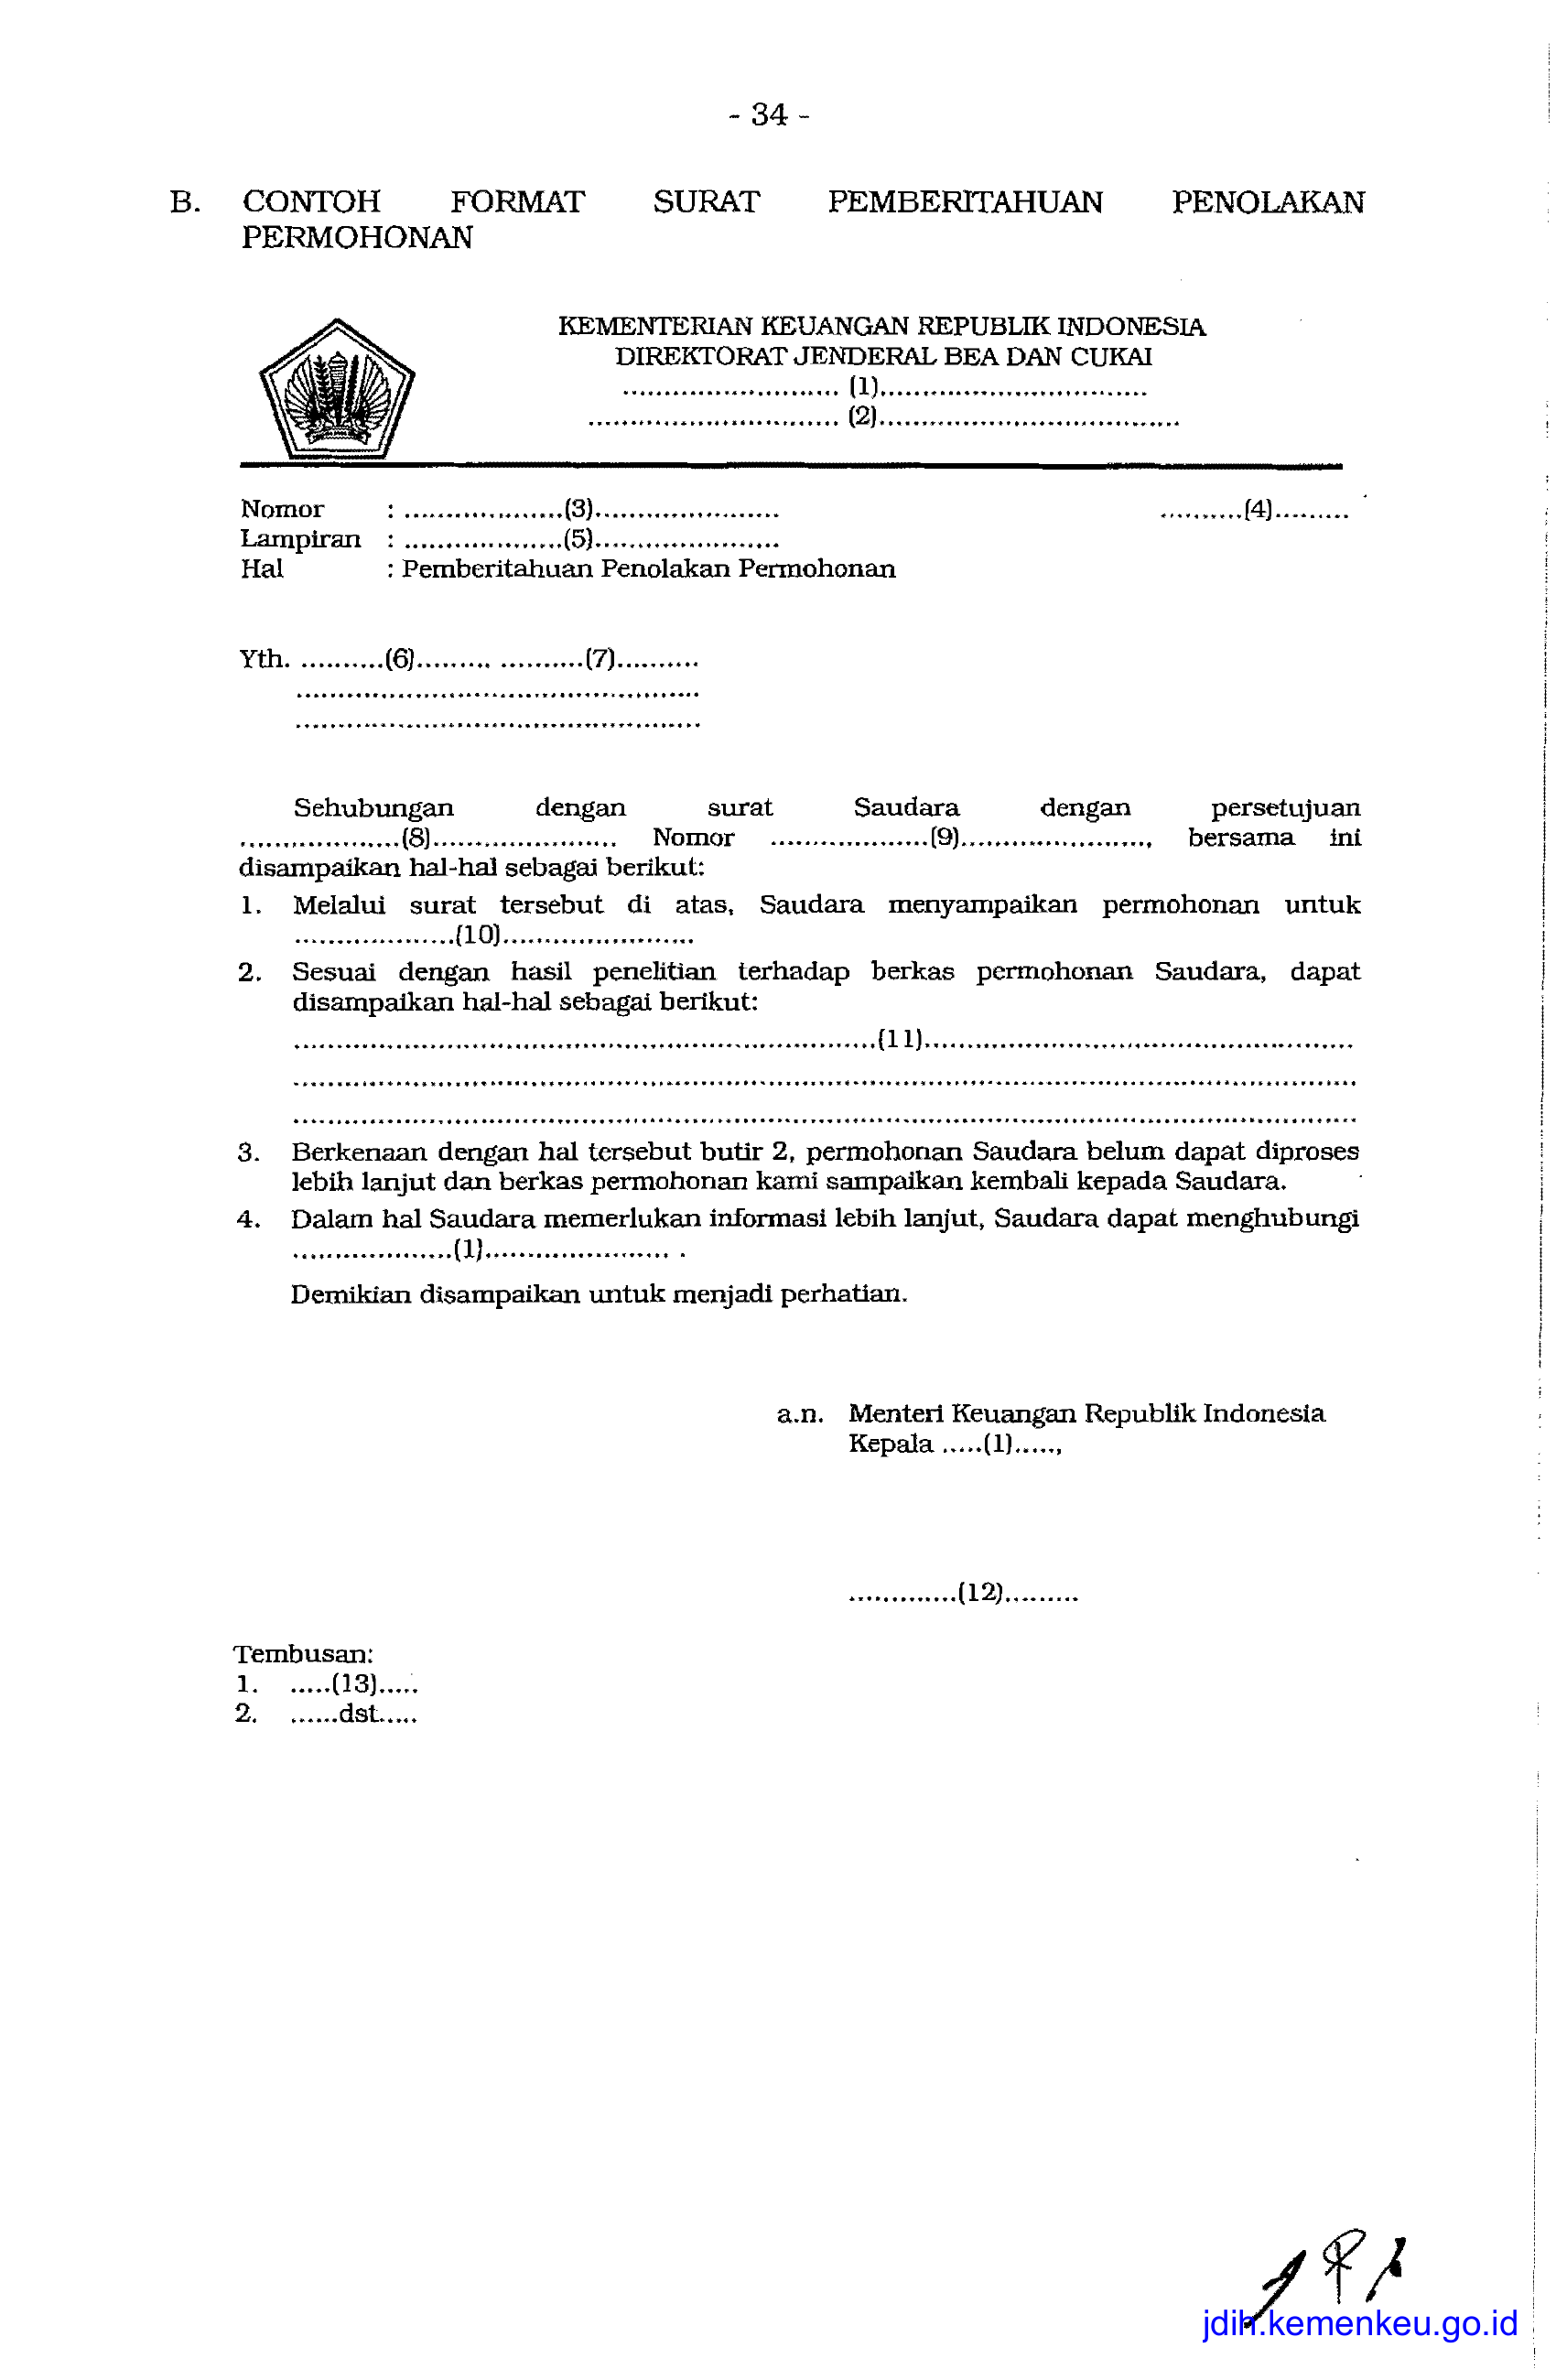 - 34 -
B. CONTOH FORMAT SURAT PEMBERITAHUAN PENOLAKAN
PERMOHONAN
KEMENTERIAN KEUANGAN REPUBLIK INDONESIA
DIREKTORAT JENDERAL BEA DAN CUKAI
.......................... (1)................................
.............................. (2)....................................
Nomor : ...................(3)...................... ..........(4).........
Lampiran : ...................(5)......................
Hal : Pemberitahuan Penolakan Permohonan
Yth. ..........(6)......... ..........(7)..........
................................................
................................................
Sehubungan dengan surat Saudara dengan persetujuan
...................(8)...................... Nomor ...................(9)......................., bersama ini
disampaikan hal-hal sebagai berikut:
1. Melalui surat tersebut di atas, Saudara menyampaikan permohonan untuk
...................(10).......................
2. Sesuai dengan hasil penelitian terhadap berkas permohonan Saudara, dapat
disampaikan hal-hal sebagai berikut:
......................................................................(11)....................................................
................................................................................................................................
................................................................................................................................
3. Berkenaan dengan hal tersebut butir 2, permohonan Saudara belum dapat diproses
lebih lanjut dan berkas permohonan kami sampaikan kembali kepada Saudara.
4. Dalam hal Saudara memerlukan informasi lebih lanjut, Saudara dapat menghubungi
...................(1)...................... .
Demikian disampaikan untuk menjadi perhatian.
a.n. Menteri Keuangan Republik Indonesia
Kepala .....(1).....,
.............(12).........
Tembusan:
1. .....(13).....
2. ......dst.....
jdih.kemenkeu.go.id